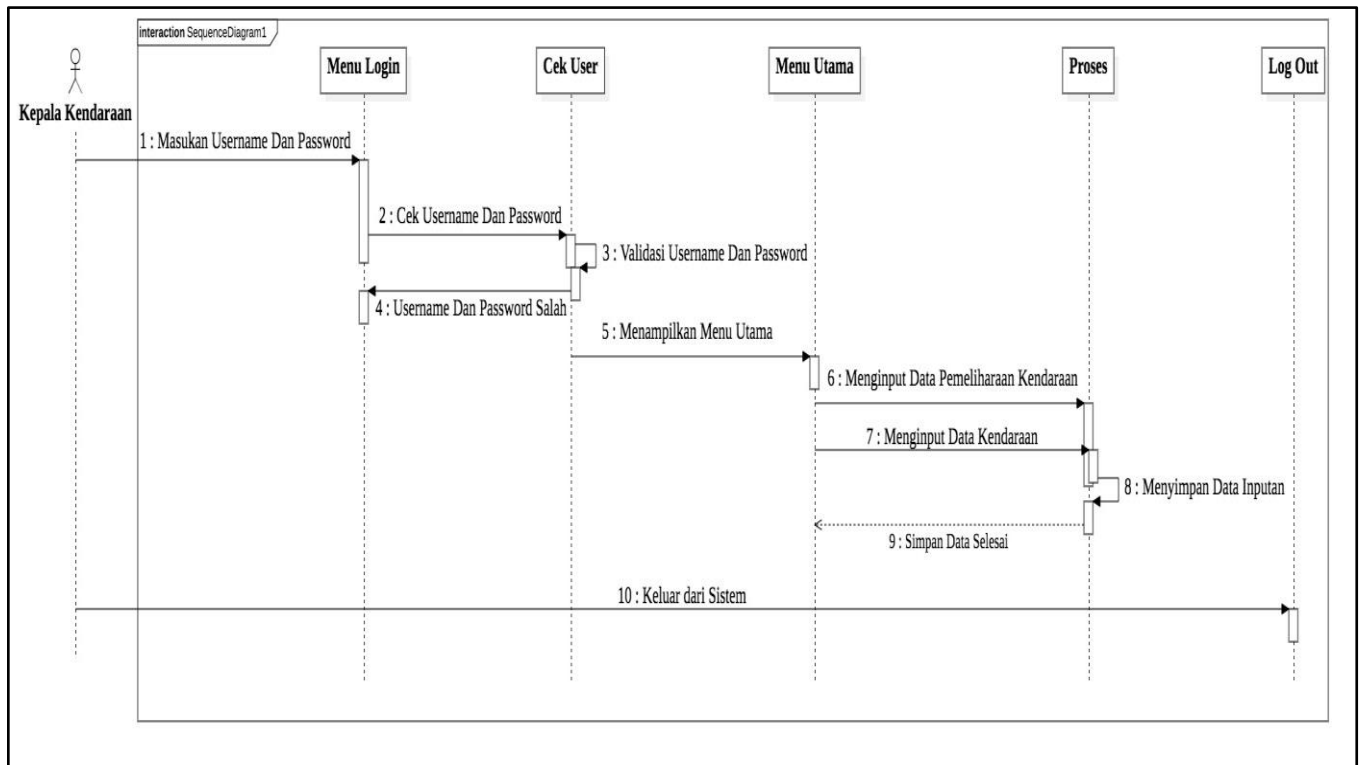 interaction SequenceDiagram1
Kepala Kendaraan
Menu Login
Cek User
Menu Utama
Proses
Log Out
1 : Masukan Username Dan Password
2 : Cek Username Dan Password
3 : Validasi Username Dan Password
4 : Username Dan Password Salah
5 : Menampilkan Menu Utama
6 : Menginput Data Pemeliharaan Kendaraan
7 : Menginput Data Kendaraan
8 : Menyimpan Data Inputan
9 : Simpan Data Selesai
10 : Keluar dari Sistem